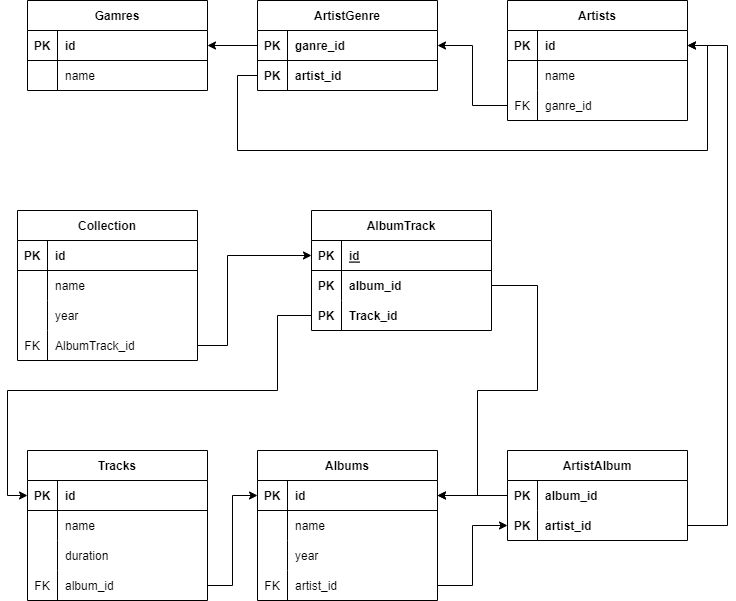 Gamres
PK id
name
ArtistGenre
PK ganre_id
PK artist_id
Artists
PK id
name
FK ganre_id
Collection
PK id
name
year
FK AlbumTrack_id
AlbumTrack
PK id
PK album_id
PK Track_id
Tracks
PK id
name
duration
FK album_id
Albums
PK id
name
year
FK artist_id
ArtistAlbum
PK album_id
PK artist_id